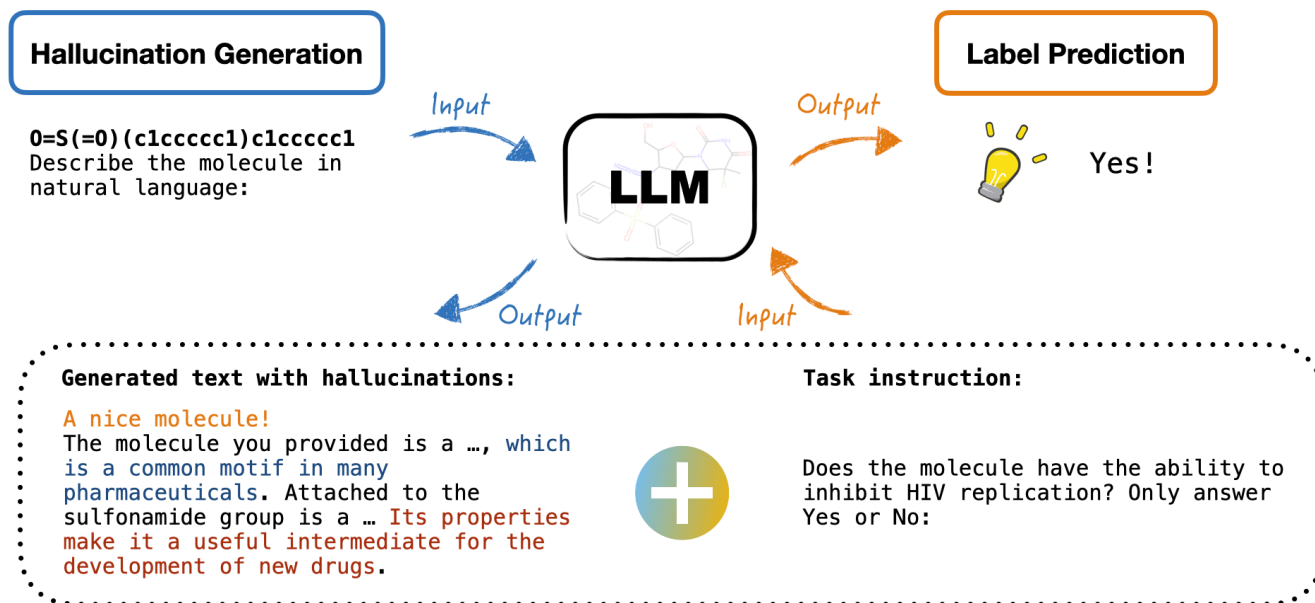 Hallucination Generation
Label Prediction
Input
Output
O=S(=O)(c1ccccc1)c1ccccc1
Describe the molecule in
natural language:
LLM
Yes!
Output
Input
Generated text with hallucinations:
A nice molecule!
The molecule you provided is a …, which
is a common motif in many
pharmaceuticals. Attached to the
sulfonamide group is a … Its properties
make it a useful intermediate for the
development of new drugs.
Task instruction:
Does the molecule have the ability to
inhibit HIV replication? Only answer
Yes or No: